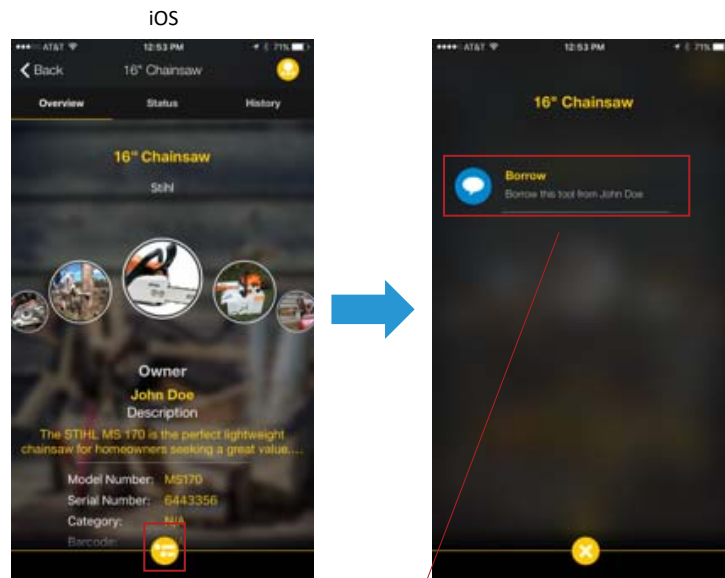 iOS
AT&T 12:53 PM 71%
Back 16" Chainsaw
Overview Status History
16" Chainsaw
Stihl
Owner
John Doe
Description
The STIHL MS 170 is the perfect lightweight
chainsaw for homeowners seeking a great value....
Model Number: MS170
Serial Number: 6443356
Category: N/A
Barcode:
AT&T 12:53 PM 71%
16" Chainsaw
Borrow
Borrow this tool from John Doe